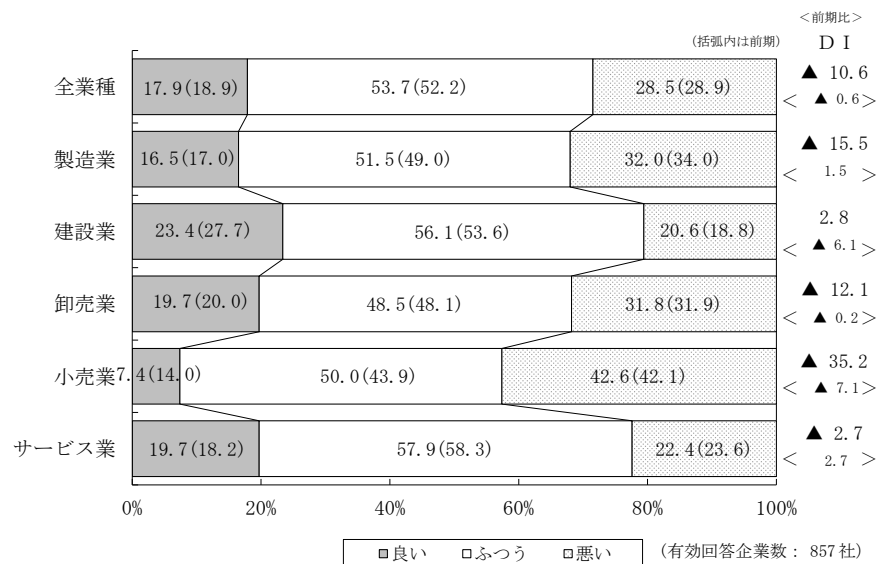 ＜前期比＞
(括弧内は前期) ＤＩ
全業種 17.9(18.9) 53.7(52.2) 28.5(28.9) ▲ 10.6
＜ ▲ 0.6 ＞
製造業 16.5(17.0) 51.5(49.0) 32.0(34.0) ▲ 15.5
＜ 1.5 ＞
建設業 23.4(27.7) 56.1(53.6) 20.6(18.8) 2.8
＜ ▲ 6.1 ＞
卸売業 19.7(20.0) 48.5(48.1) 31.8(31.9) ▲ 12.1
＜ ▲ 0.2 ＞
小売業 7.4(14.0) 50.0(43.9) 42.6(42.1) ▲ 35.2
＜ ▲ 7.1 ＞
サービス業 19.7(18.2) 57.9(58.3) 22.4(23.6) ▲ 2.7
＜ 2.7 ＞
0% 20% 40% 60% 80% 100%
良い ふつう 悪い (有効回答企業数： 857社)